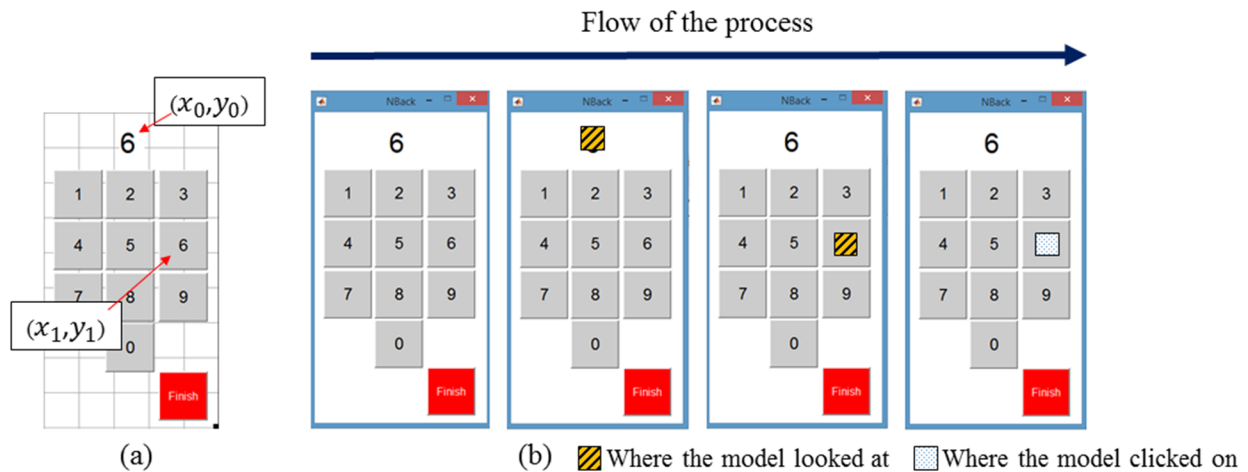 Flow of the process
(x₀,y₀)
6
1 2 3
4 5 6
7 8 9
(x₁,y₁)
0
Finish
(a)
NBack
6
1 2 3
4 5 6
7 8 9
0
Finish
NBack
1 2 3
4 5 6
7 8 9
0
Finish
NBack
6
1 2 3
4 5
7 8 9
0
Finish
NBack
6
1 2 3
4 5
7 8 9
0
Finish
(b) Where the model looked at Where the model clicked on